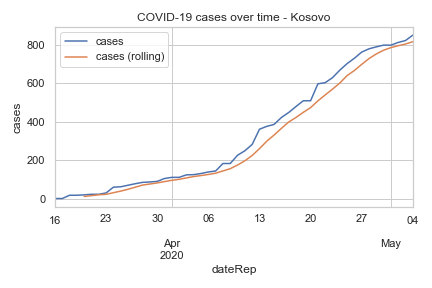 COVID-19 cases over time - Kosovo
cases
cases (rolling)
800
600
400
200
0
cases
16 23 30 06 13 20 27 04
Apr May
2020
dateRep